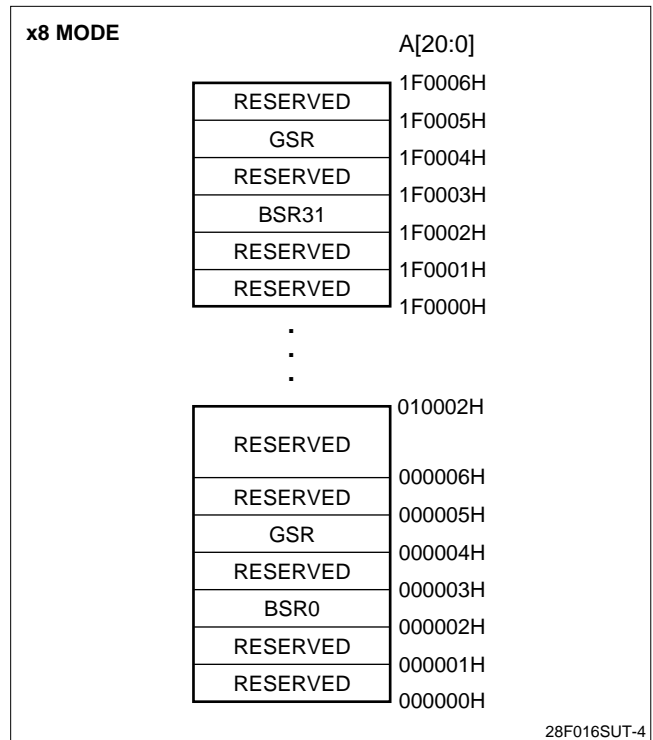 x8 MODE
A[20:0]
1F0006H
RESERVED
1F0005H
GSR
1F0004H
RESERVED
1F0003H
BSR31
1F0002H
RESERVED
1F0001H
RESERVED
1F0000H
.
.
.
010002H
RESERVED
000006H
RESERVED
000005H
GSR
000004H
RESERVED
000003H
BSR0
000002H
RESERVED
000001H
RESERVED
000000H
28F016SUT-4